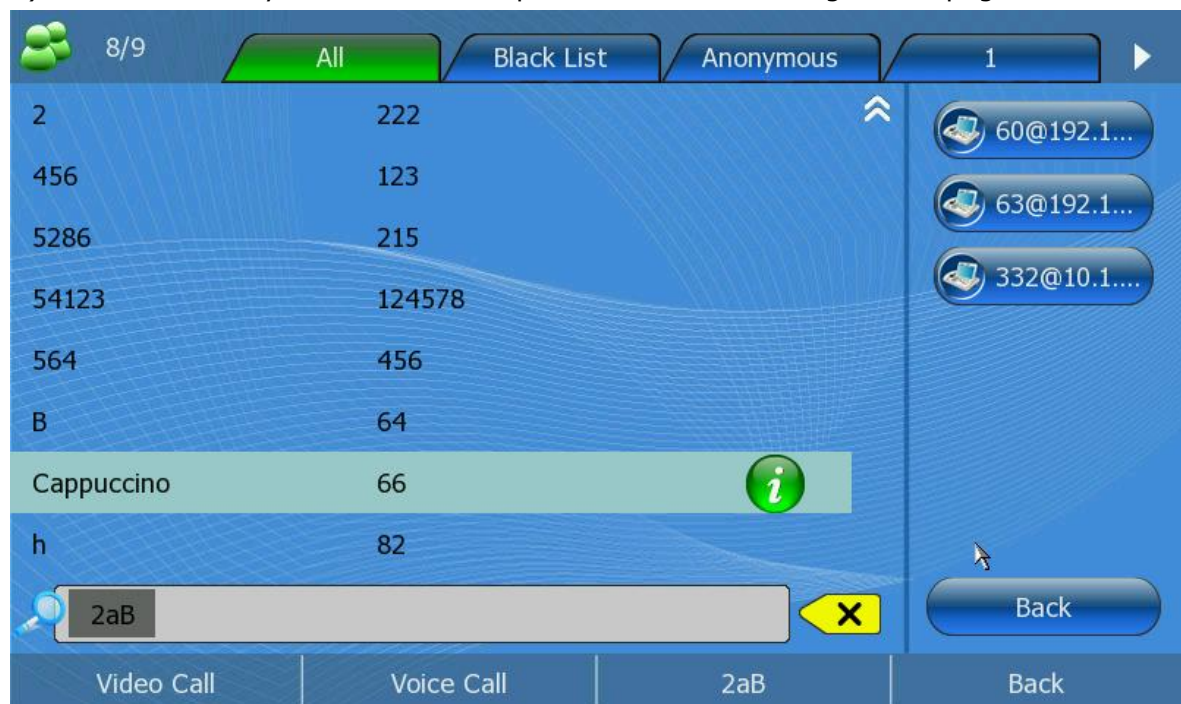 8/9 All Black List Anonymous 1
2 222
456 123
5286 215
54123 124578
564 456
B 64
Cappuccino 66 i
h 82
2aB
60@192.1...
63@192.1...
332@10.1....
Back
Video Call Voice Call 2aB Back